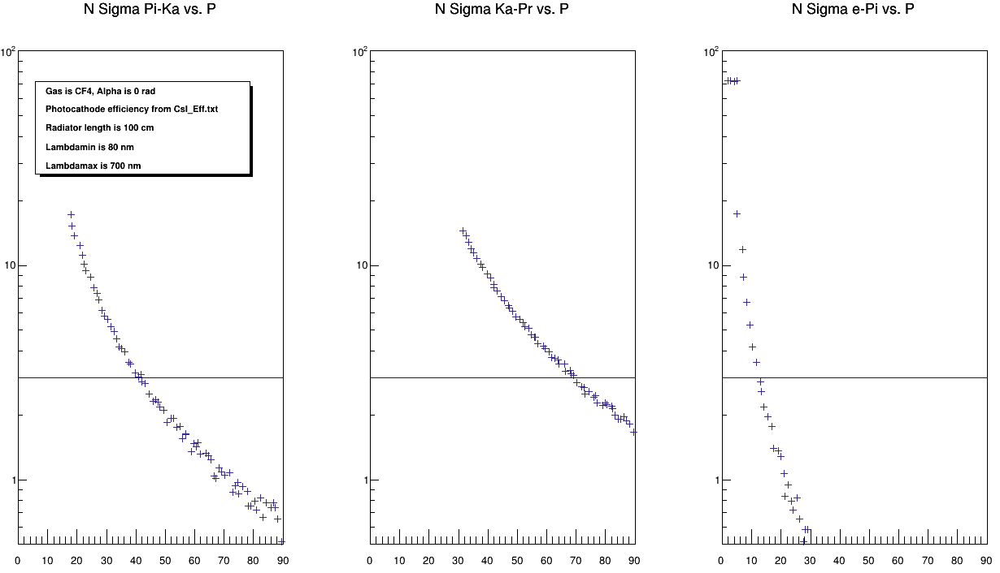 N Sigma Pi-Ka vs. P
10²
Gas is CF4, Alpha is 0 rad
Photocathode efficiency from CsI_Eff.txt
Radiator length is 100 cm
Lambdamin is 80 nm
Lambdamax is 700 nm
10
1
0 10 20 30 40 50 60 70 80 90
N Sigma Ka-Pr vs. P
10²
10
1
0 10 20 30 40 50 60 70 80 90
N Sigma e-Pi vs. P
10²
10
1
0 10 20 30 40 50 60 70 80 90